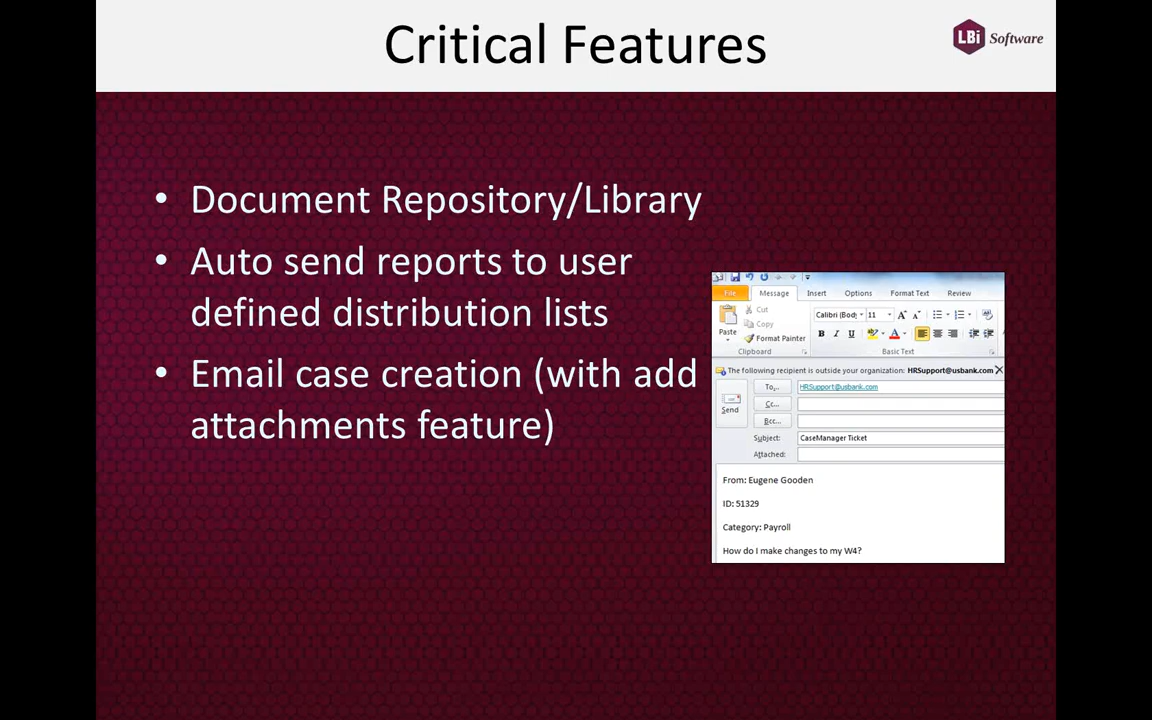 Critical Features
LBi Software
• Document Repository/Library
• Auto send reports to user
defined distribution lists
• Email case creation (with add
attachments feature)
File Message Insert Options Format Text Review
Paste
Cut
Copy
Format Painter
Clipboard
Calibri (Body 11
B I U
Basic Text
The following recipient is outside your organization: HRSupport@usbank.com
Send
To... HRSupport@usbank.com
Cc...
Bcc...
Subject: CaseManager Ticket
Attached:
From: Eugene Gooden
ID: 51329
Category: Payroll
How do I make changes to my W4?